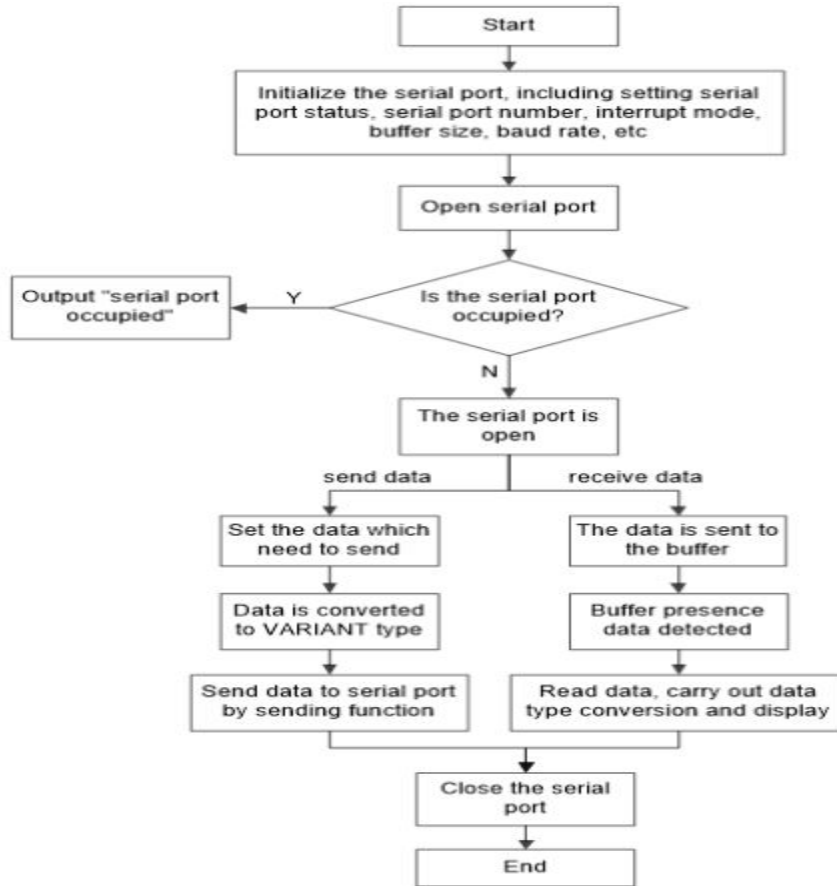 Start
Initialize the serial port, including setting serial
port status, serial port number, interrupt mode,
buffer size, baud rate, etc
Open serial port
Is the serial port
occupied?
Y
Output "serial port
occupied"
N
The serial port is
open
send data
receive data
Set the data which
need to send
The data is sent to
the buffer
Data is converted
to VARIANT type
Buffer presence
data detected
Send data to serial port
by sending function
Read data, carry out data
type conversion and display
Close the serial
port
End